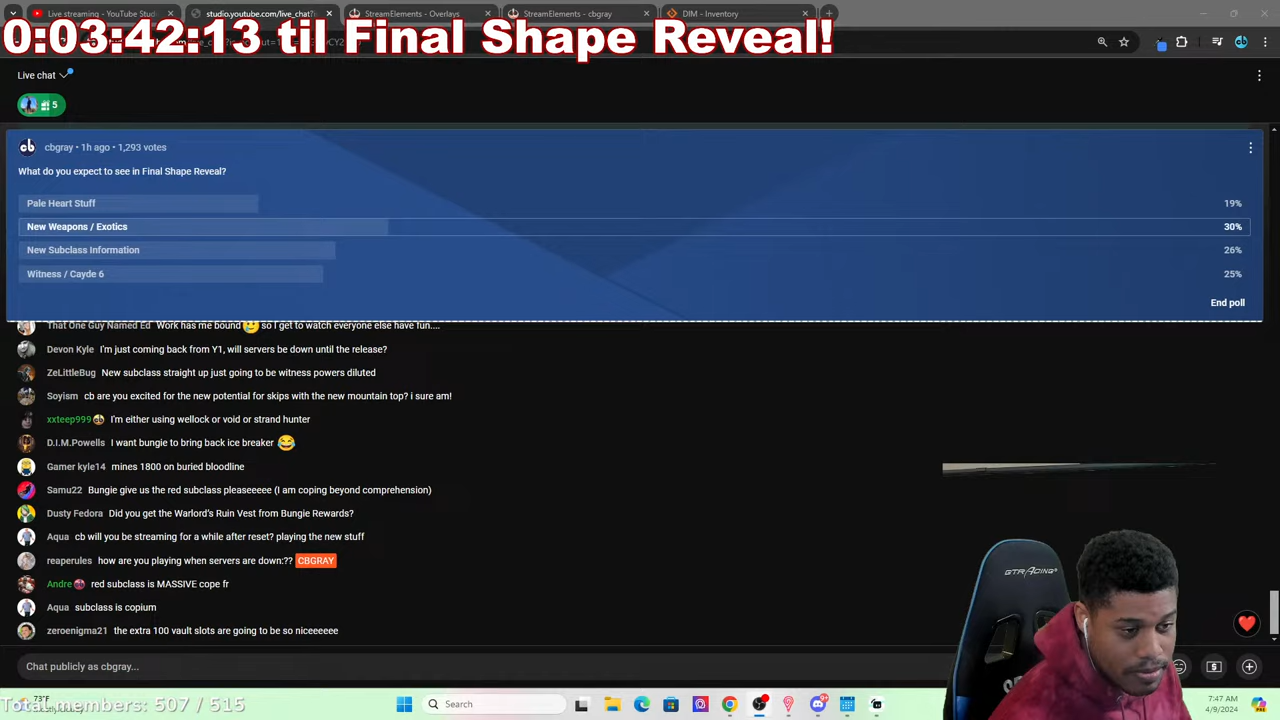 Live streaming - YouTube Studio
studio.youtube.com/live_chat?i
StreamElements - Overlays
StreamElements - cbgray
DIM - Inventory
0:03:42:13 til Final Shape Reveal!
Live chat
5
cbgray • 1h ago • 1,293 votes
What do you expect to see in Final Shape Reveal?
Pale Heart Stuff 19%
New Weapons / Exotics 30%
New Subclass Information 26%
Witness / Cayde 6 25%
End poll
That One Guy Named Ed Work has me bound🥲so I get to watch everyone else have fun....
Devon Kyle I'm just coming back from Y1, will servers be down until the release?
ZeLittleBug New subclass straight up just going to be witness powers diluted
Soyism cb are you excited for the new potential for skips with the new mountain top? i sure am!
xxteep999 I'm either using wellock or void or strand hunter
D.I.M.Powells I want bungie to bring back ice breaker 😂
Gamer kyle14 mines 1800 on buried bloodline
Samu22 Bungie give us the red subclass pleaseeeee (I am coping beyond comprehension)
Dusty Fedora Did you get the Warlord's Ruin Vest from Bungie Rewards?
Aqua cb will you be streaming for a while after reset? playing the new stuff
reaperules how are you playing when servers are down:?? CBGRAY
Andre red subclass is MASSIVE cope fr
Aqua subclass is copium
zeroenigma21 the extra 100 vault slots are going to be so niceeeeee
Chat publicly as cbgray...
GTRACING
73°F
Total members: 507 / 515
Search
7:47 AM
4/9/2024